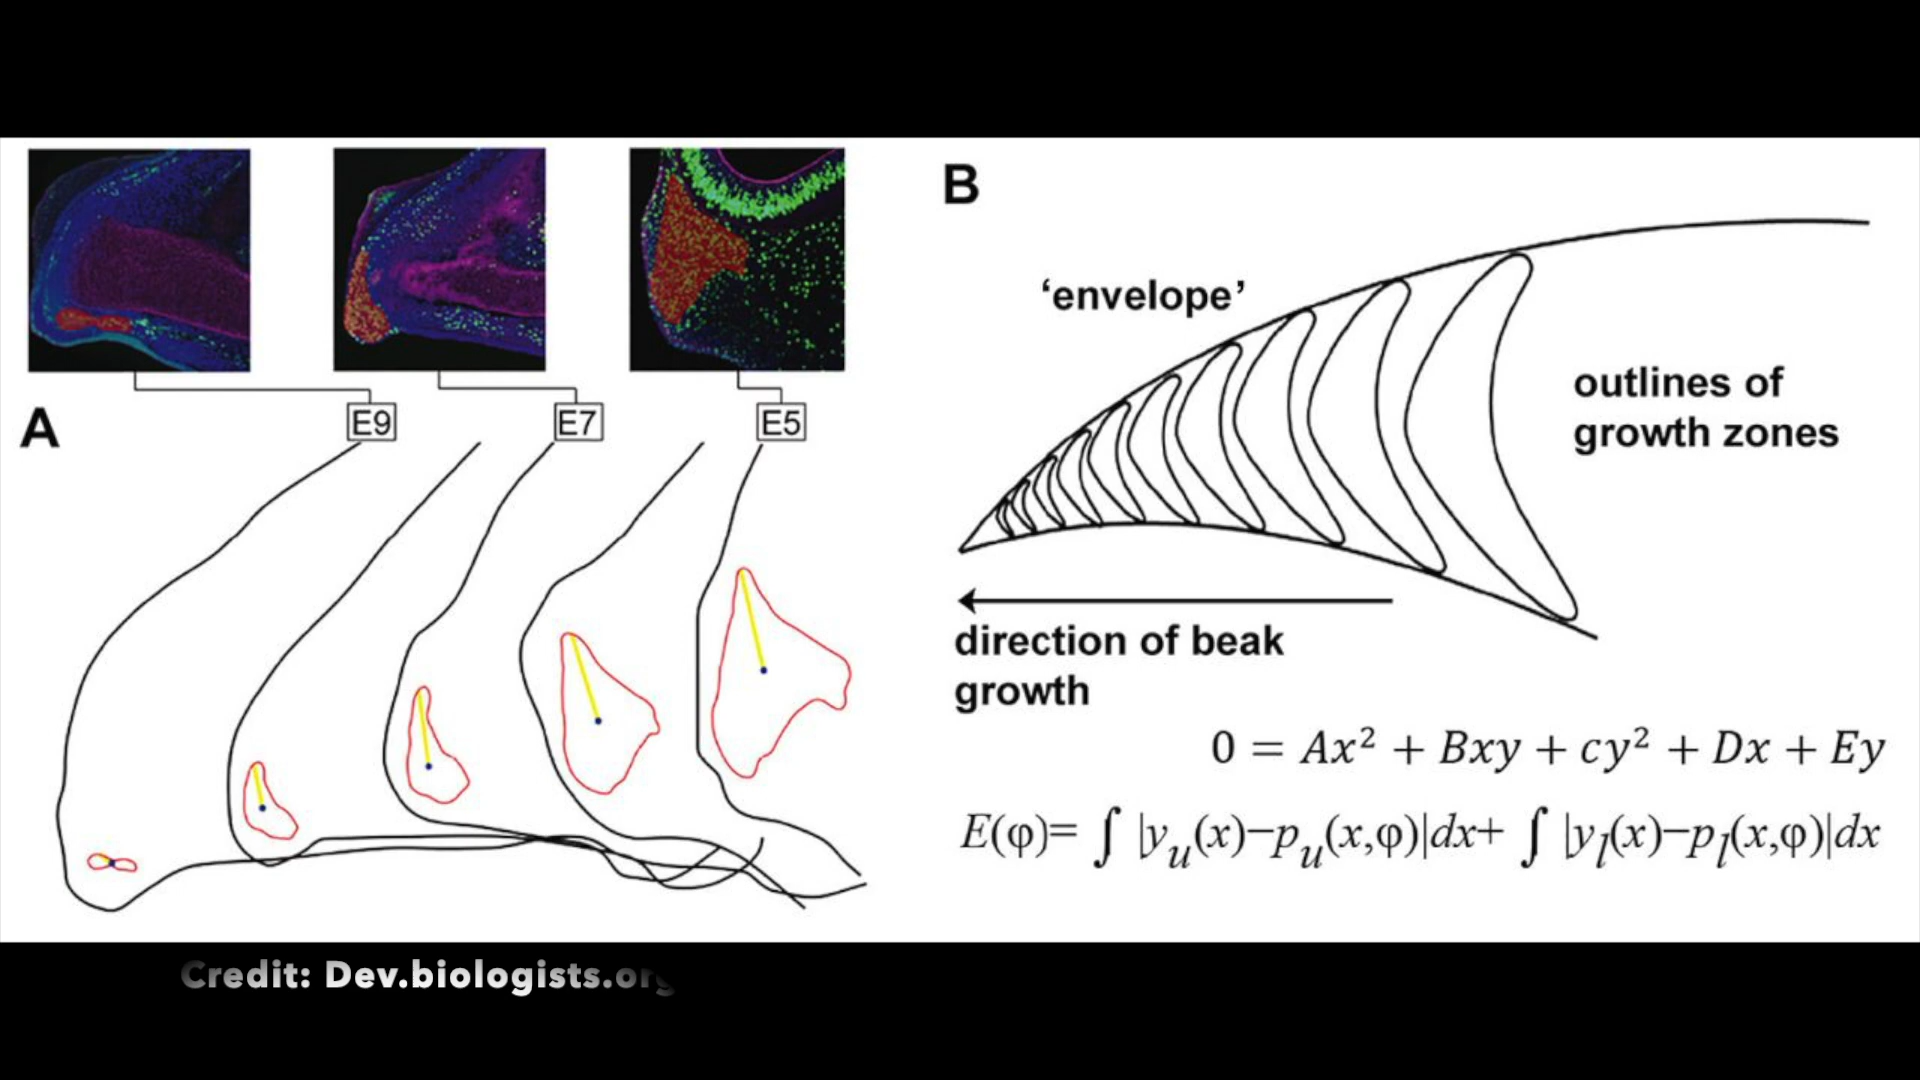 A
E9
E7
E5
B
‘envelope’
outlines of
growth zones
direction of beak
growth
0 = Ax² + Bxy + cy² + Dx + Ey
E(φ)= ∫ |yᵤ(x)−pᵤ(x,φ)|dx+ ∫ |yₗ(x)−pₗ(x,φ)|dx
Credit: Dev.biologists.org